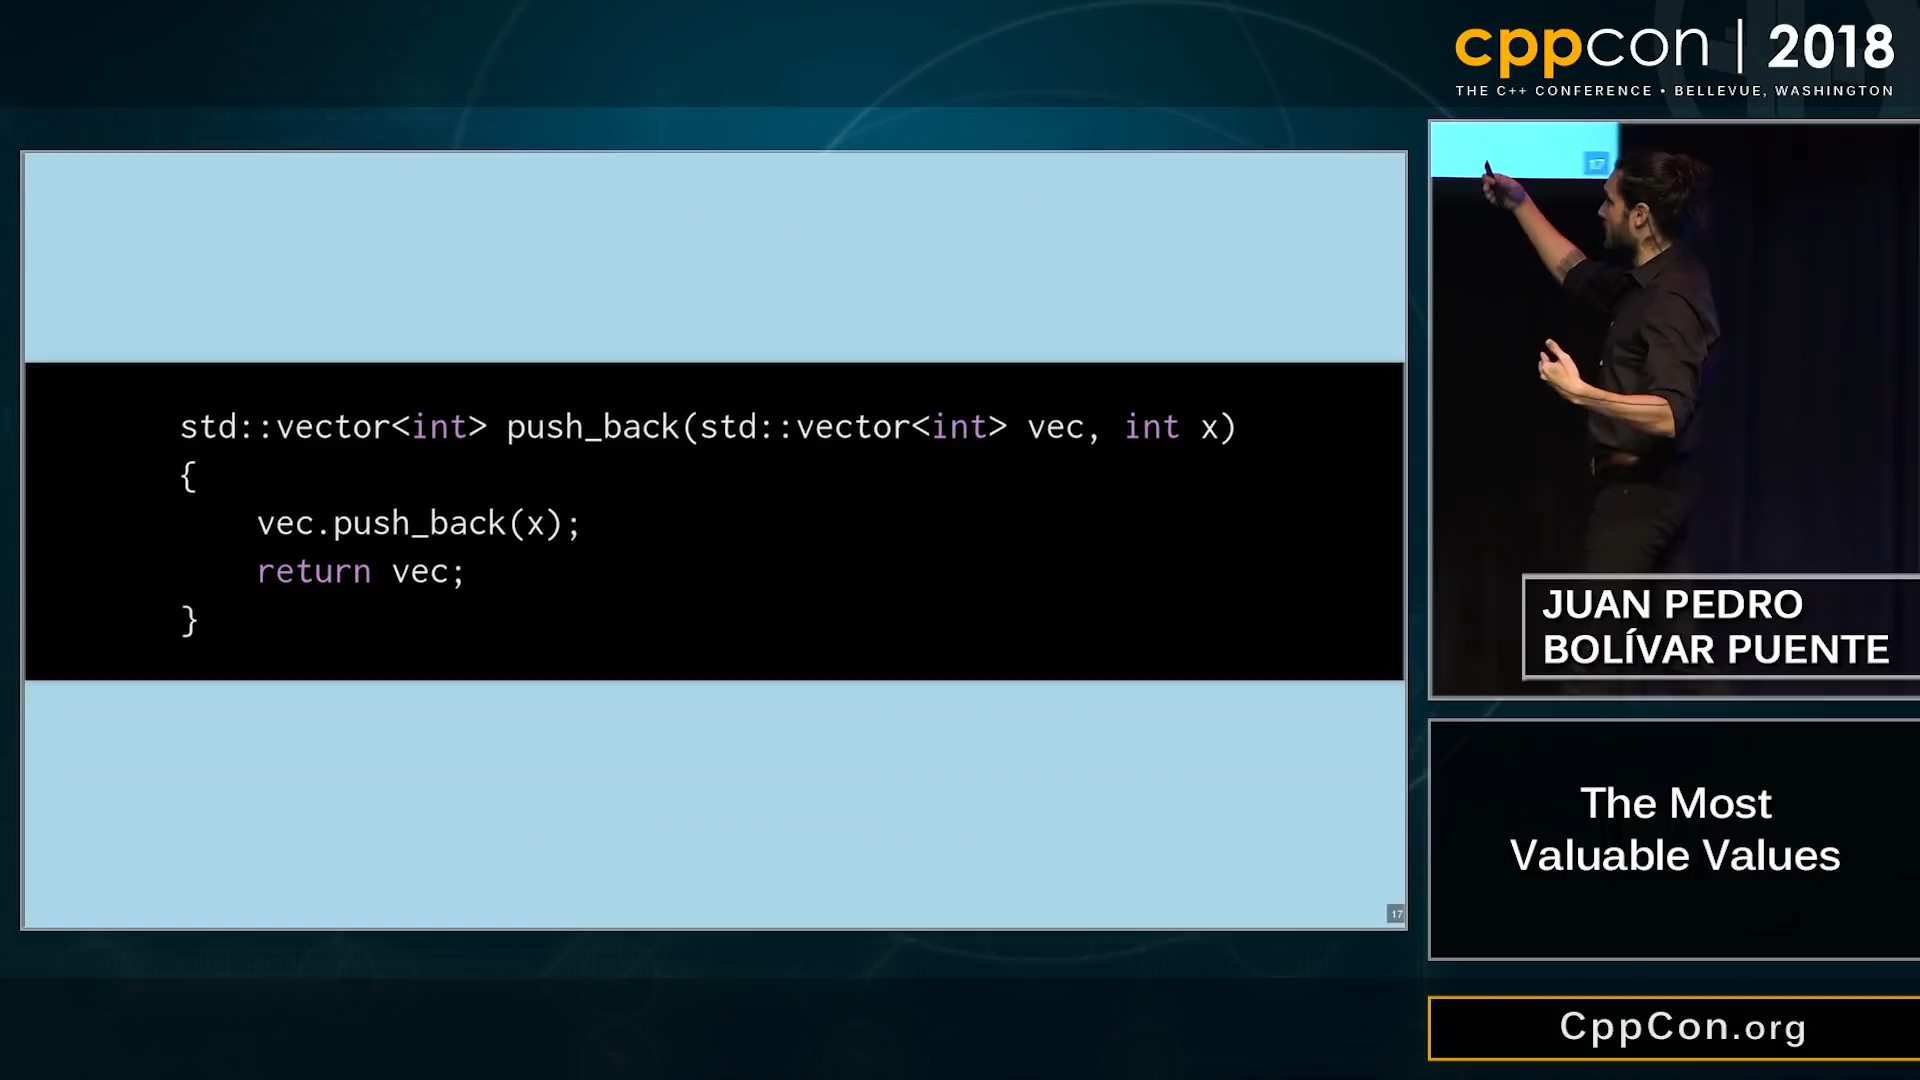 cppcon | 2018
THE C++ CONFERENCE • BELLEVUE, WASHINGTON
std::vector<int> push_back(std::vector<int> vec, int x)
{
    vec.push_back(x);
    return vec;
}
17
17
JUAN PEDRO
BOLÍVAR PUENTE
The Most
Valuable Values
CppCon.org